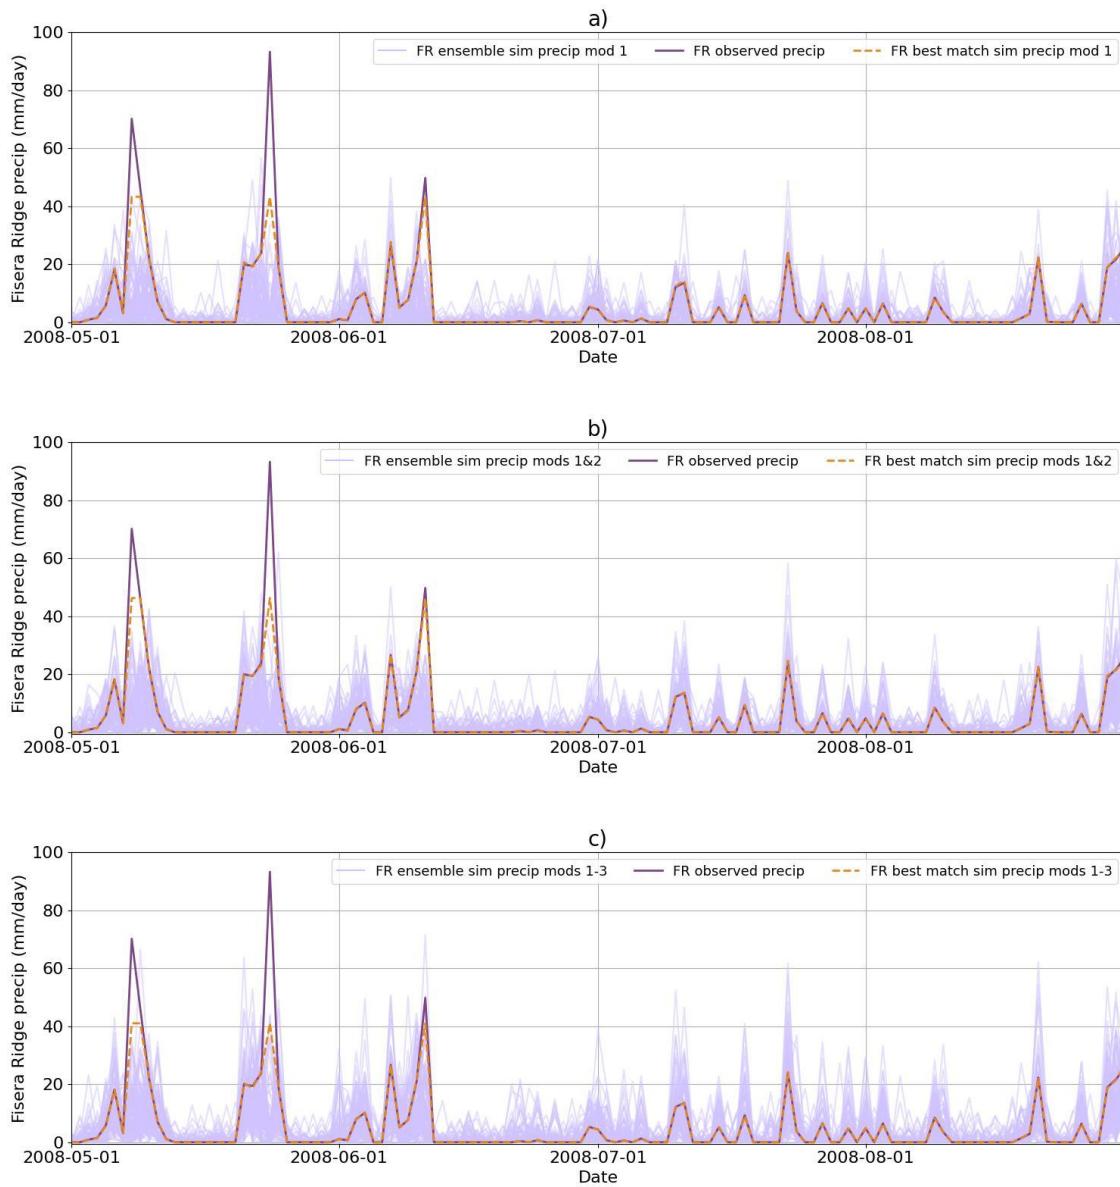 a)
FR ensemble sim precip mod 1 FR observed precip FR best match sim precip mod 1
Fisera Ridge precip (mm/day)
100
80
60
40
20
0
2008-05-01 2008-06-01 2008-07-01 2008-08-01
Date
b)
FR ensemble sim precip mods 1&2 FR observed precip FR best match sim precip mods 1&2
Fisera Ridge precip (mm/day)
100
80
60
40
20
0
2008-05-01 2008-06-01 2008-07-01 2008-08-01
Date
c)
FR ensemble sim precip mods 1-3 FR observed precip FR best match sim precip mods 1-3
Fisera Ridge precip (mm/day)
100
80
60
40
20
0
2008-05-01 2008-06-01 2008-07-01 2008-08-01
Date